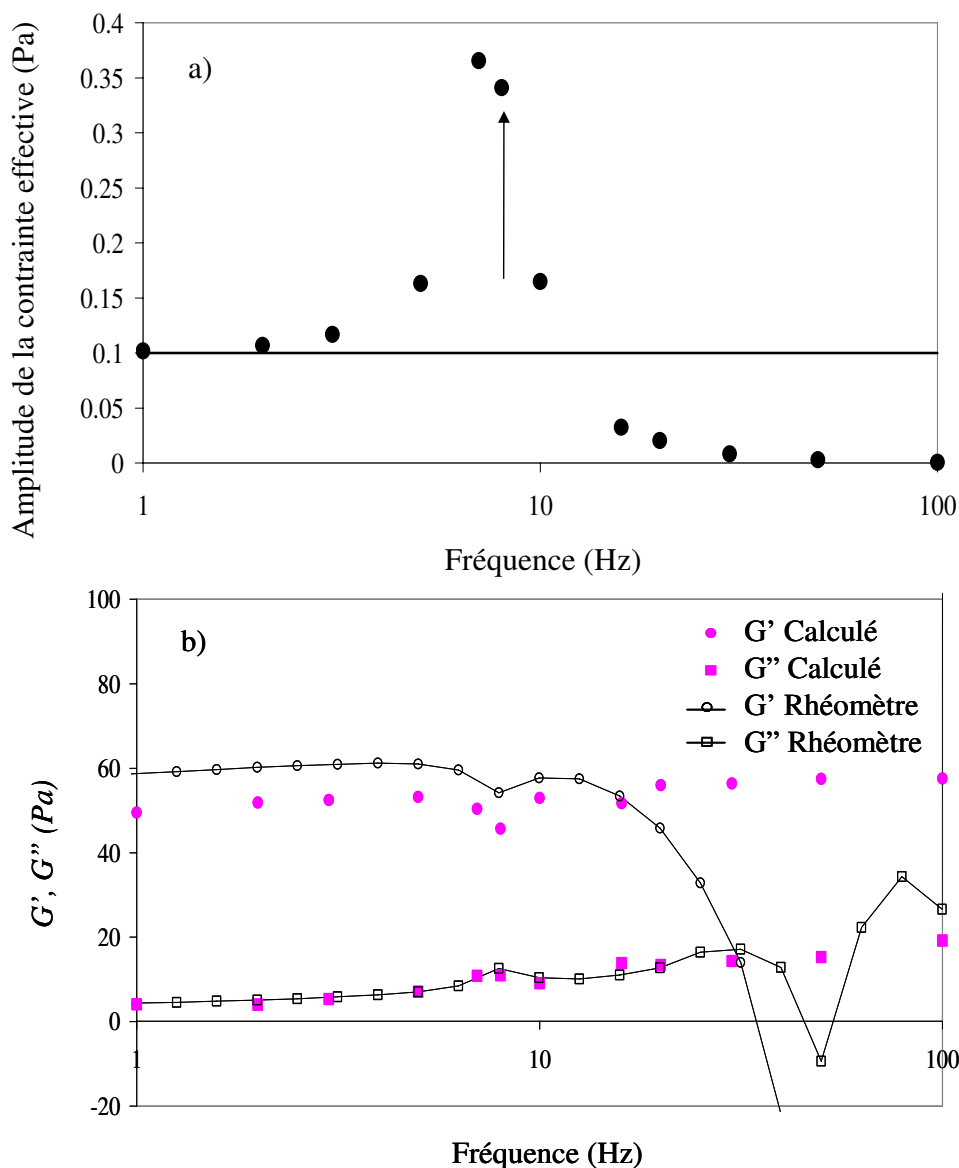 Amplitude de la contrainte effective (Pa)
a)
0.4
0.35
0.3
0.25
0.2
0.15
0.1
0.05
0
1
10
100
Fréquence (Hz)
G', G'' (Pa)
b)
100
80
60
40
20
0
-20
G' Calculé
G'' Calculé
G' Rhéomètre
G'' Rhéomètre
1
10
100
Fréquence (Hz)